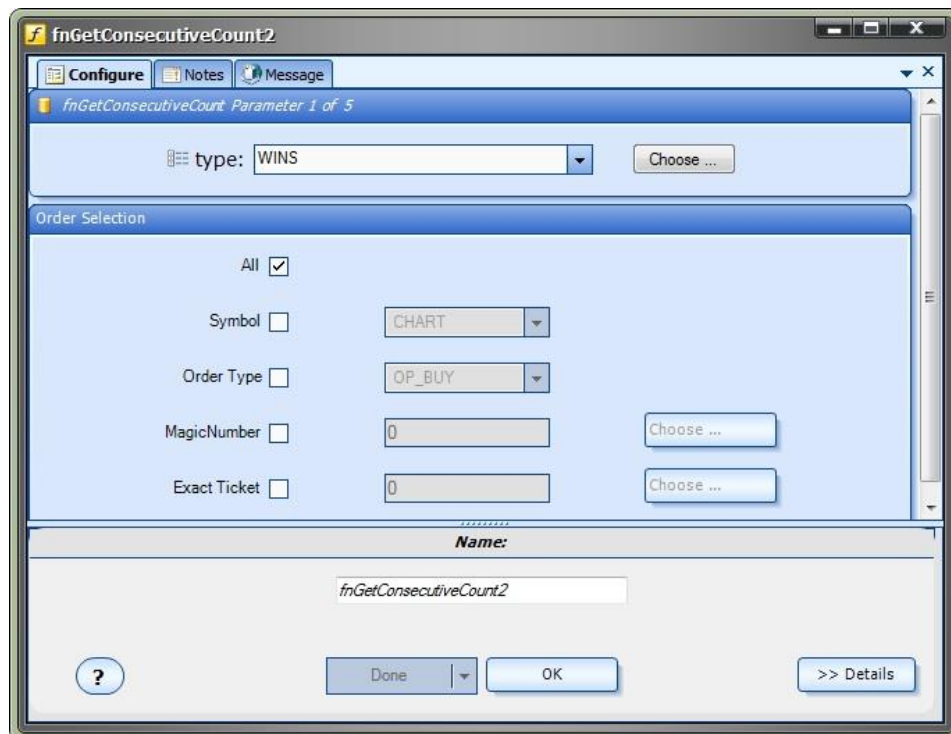 fnGetConsecutiveCount2
Configure Notes Message
fnGetConsecutiveCount Parameter 1 of 5
type: WINS Choose ...
Order Selection
All
Symbol CHART
Order Type OP_BUY
MagicNumber 0 Choose ...
Exact Ticket 0 Choose ...
Name:
fnGetConsecutiveCount2
? Done OK >> Details